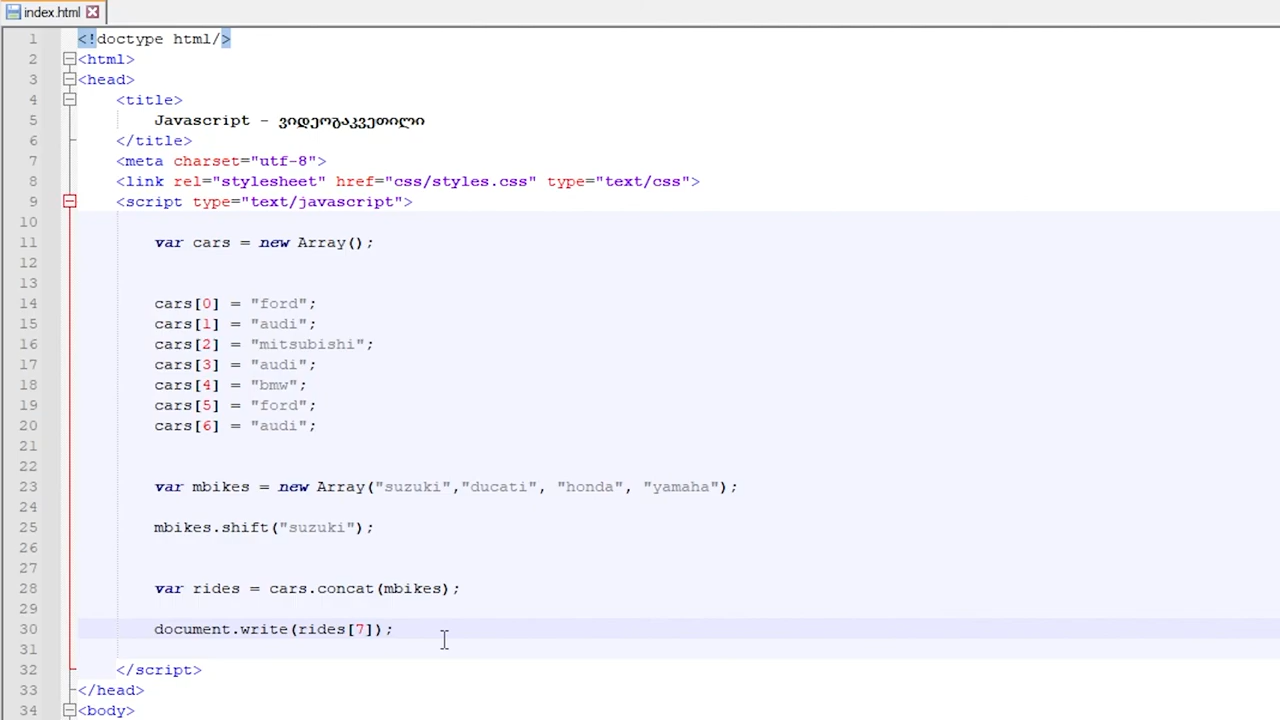 index.html
1 <!doctype html/>
2 <html>
3 <head>
4 <title>
5 Javascript - ვიდეოგაკვეთილი
6 </title>
7 <meta charset="utf-8">
8 <link rel="stylesheet" href="css/styles.css" type="text/css">
9 <script type="text/javascript">
10
11 var cars = new Array();
12
13
14 cars[0] = "ford";
15 cars[1] = "audi";
16 cars[2] = "mitsubishi";
17 cars[3] = "audi";
18 cars[4] = "bmw";
19 cars[5] = "ford";
20 cars[6] = "audi";
21
22
23 var mbikes = new Array("suzuki","ducati", "honda", "yamaha");
24
25 mbikes.shift("suzuki");
26
27
28 var rides = cars.concat(mbikes);
29
30 document.write(rides[7]);
31
32 </script>
33 </head>
34 <body>